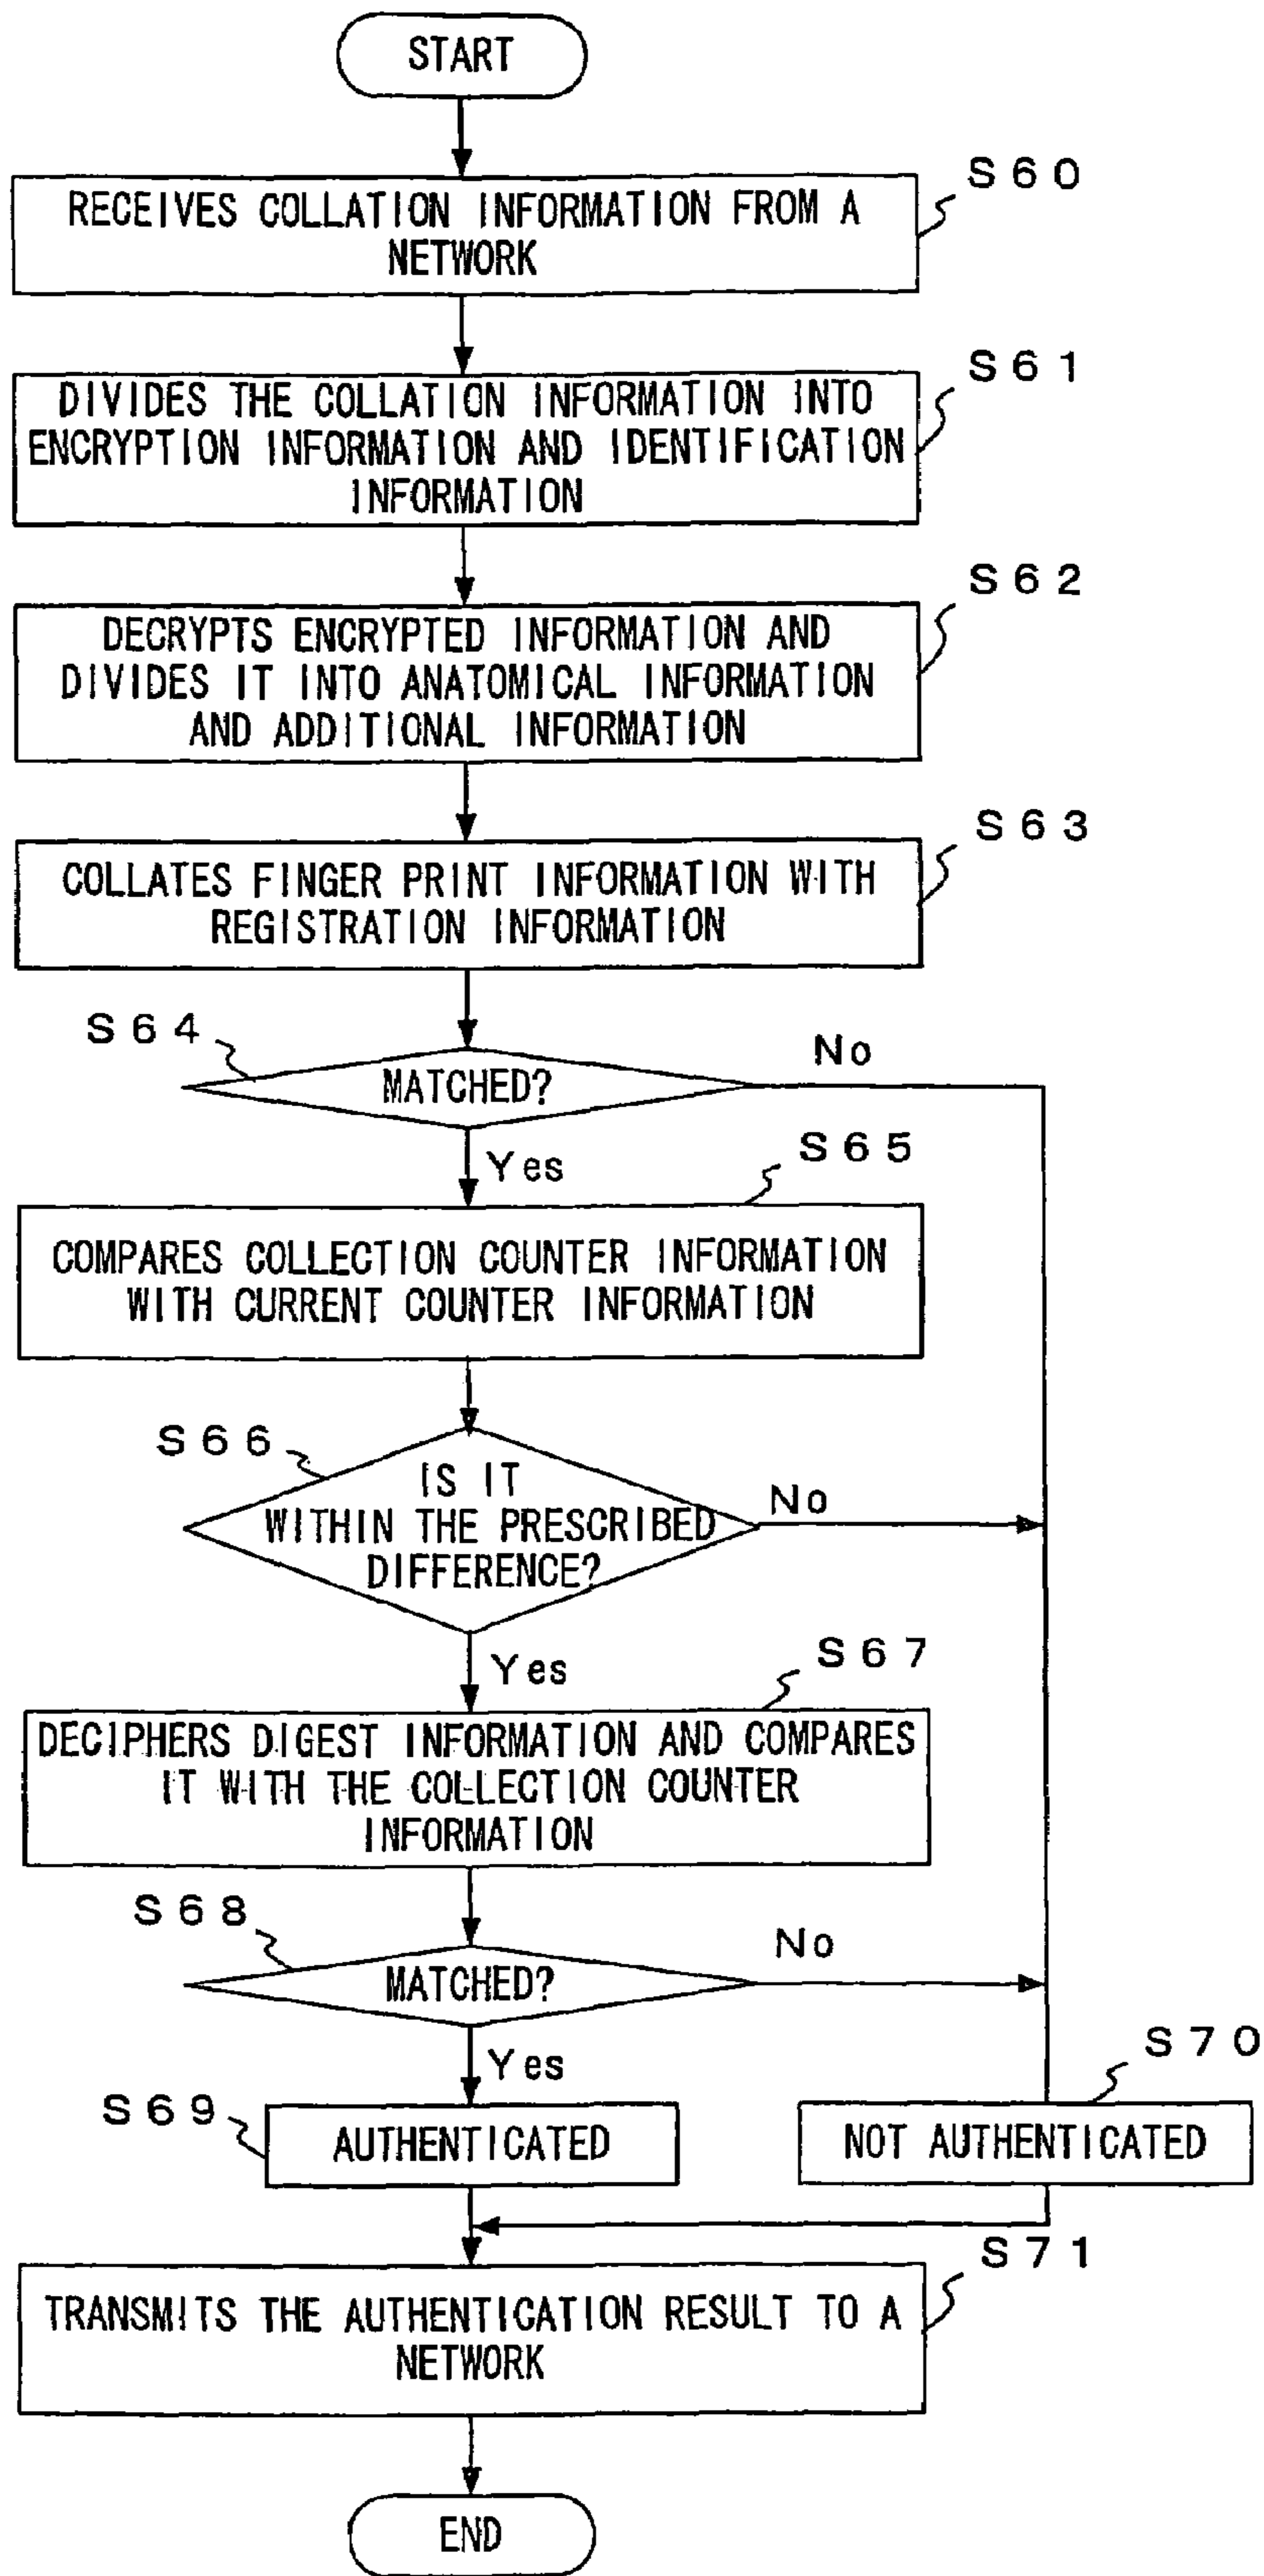 START
S60
RECEIVES COLLATION INFORMATION FROM A
NETWORK
S61
DIVIDES THE COLLATION INFORMATION INTO
ENCRYPTION INFORMATION AND IDENTIFICATION
INFORMATION
S62
DECRYPTS ENCRYPTED INFORMATION AND
DIVIDES IT INTO ANATOMICAL INFORMATION
AND ADDITIONAL INFORMATION
S63
COLLATES FINGER PRINT INFORMATION WITH
REGISTRATION INFORMATION
S64
MATCHED?
No
Yes
S65
COMPARES COLLECTION COUNTER INFORMATION
WITH CURRENT COUNTER INFORMATION
S66
IS IT
WITHIN THE PRESCRIBED
DIFFERENCE?
No
Yes
S67
DECIPHERS DIGEST INFORMATION AND COMPARES
IT WITH THE COLLECTION COUNTER
INFORMATION
S68
MATCHED?
No
Yes
S69
AUTHENTICATED
S70
NOT AUTHENTICATED
S71
TRANSMITS THE AUTHENTICATION RESULT TO A
NETWORK
END